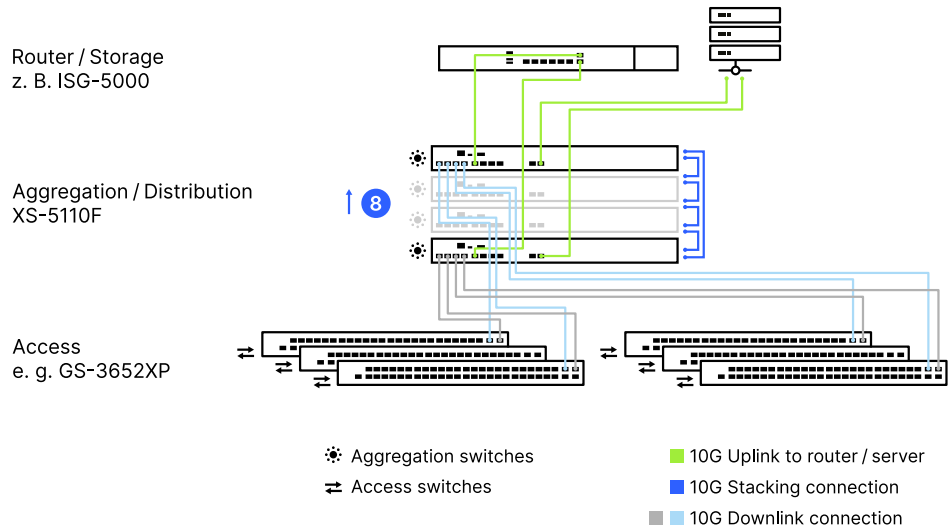 Router / Storage
z. B. ISG-5000
Aggregation / Distribution
XS-5110F
8
Access
e. g. GS-3652XP
Aggregation switches
Access switches
10G Uplink to router / server
10G Stacking connection
10G Downlink connection